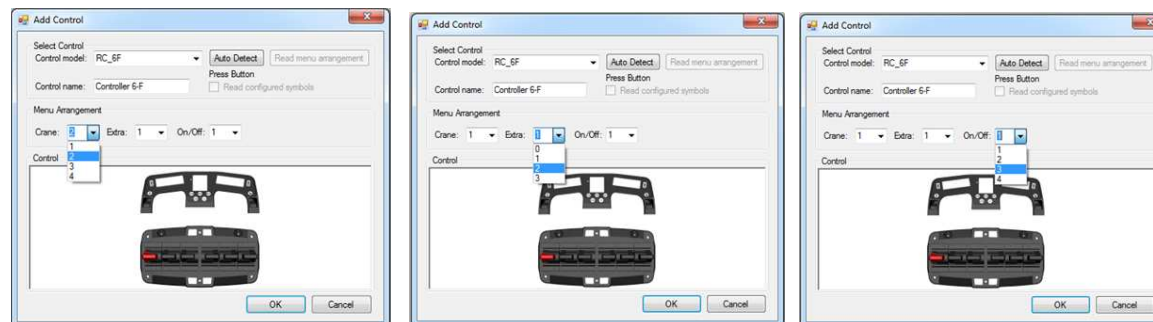 Add Control
Select Control
Control model: RC_6F Auto Detect Read menu arrangement
Press Button
Control name: Controller 6-F Read configured symbols
Menu Arrangement
Crane: 2 Extra: 1 On/Off: 1
1
2
3
4
Control
OK Cancel
Add Control
Select Control
Control model: RC_6F Auto Detect Read menu arrangement
Press Button
Control name: Controller 6-F Read configured symbols
Menu Arrangement
Crane: 1 Extra: 1 On/Off: 1
0
1
2
3
Control
OK Cancel
Add Control
Select Control
Control model: RC_6F Auto Detect Read menu arrangement
Press Button
Control name: Controller 6-F Read configured symbols
Menu Arrangement
Crane: 1 Extra: 1 On/Off: 1
1
2
3
4
Control
OK Cancel